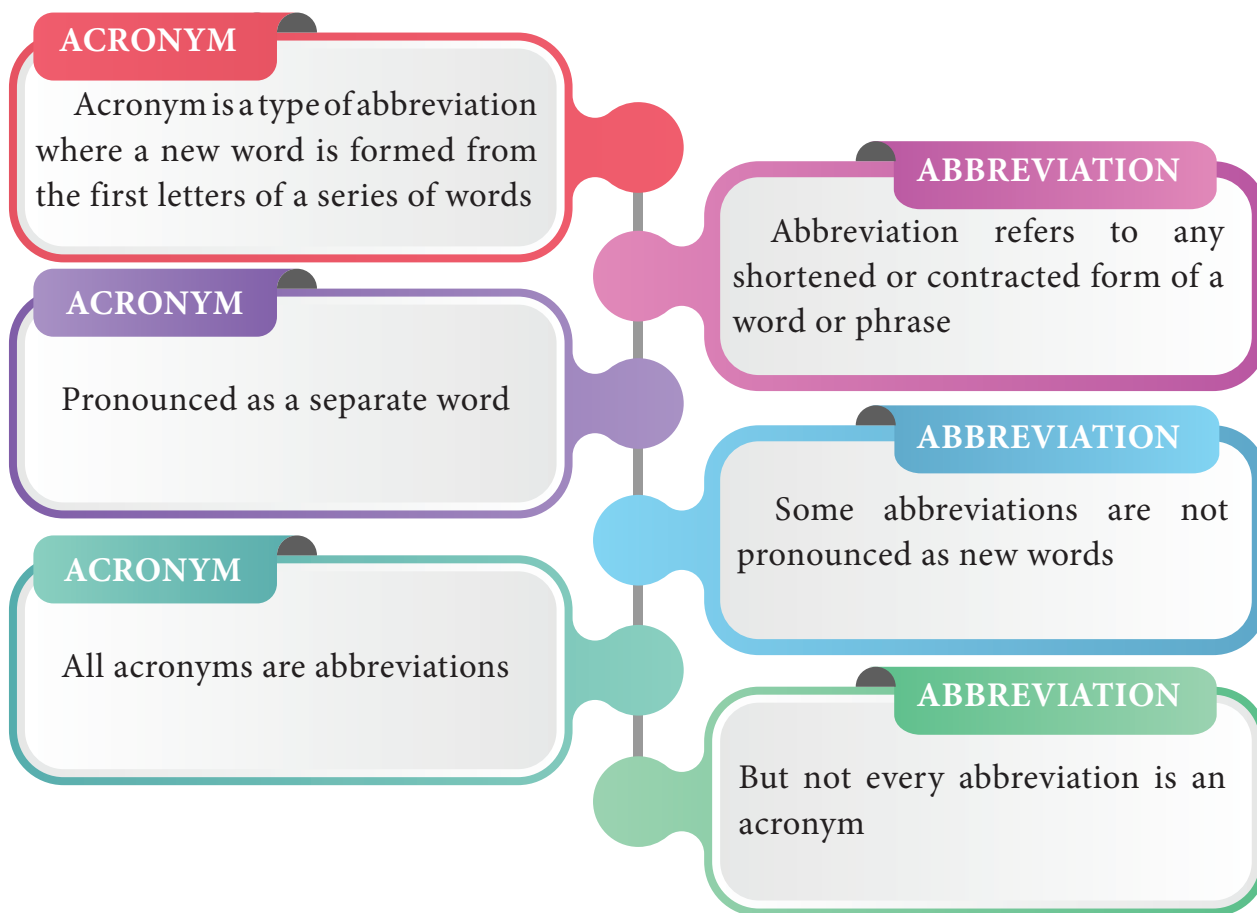 ACRONYM
Acronym is a type of abbreviation
where a new word is formed from
the first letters of a series of words
ABBREVIATION
Abbreviation refers to any
shortened or contracted form of a
word or phrase
ACRONYM
Pronounced as a separate word
ABBREVIATION
Some abbreviations are not
pronounced as new words
ACRONYM
All acronyms are abbreviations
ABBREVIATION
But not every abbreviation is an
acronym